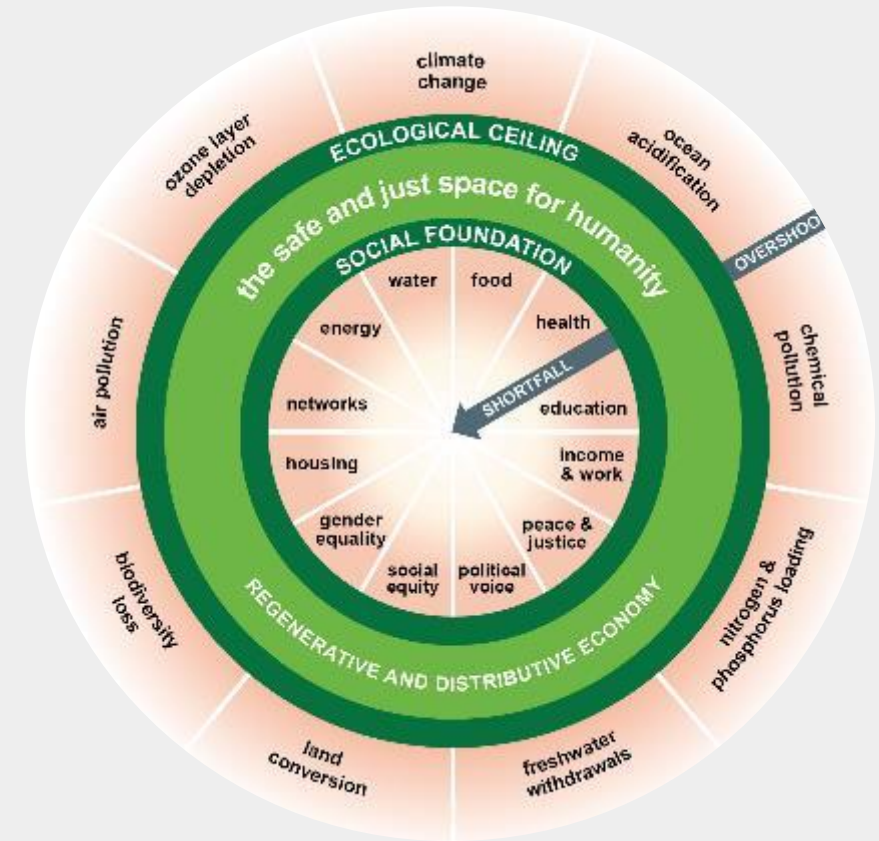 climate
change
ocean
acidification
OVERSHOO
chemical
pollution
nitrogen &
phosphorus loading
freshwater
withdrawals
land
conversion
biodiversity
loss
air pollution
ozone layer
depletion
ECOLOGICAL CEILING
the safe and just space for humanity
SOCIAL FOUNDATION
water
food
health
SHORTFALL
education
income
& work
peace &
justice
political
voice
social
equity
gender
equality
housing
networks
energy
REGENERATIVE AND DISTRIBUTIVE ECONOMY